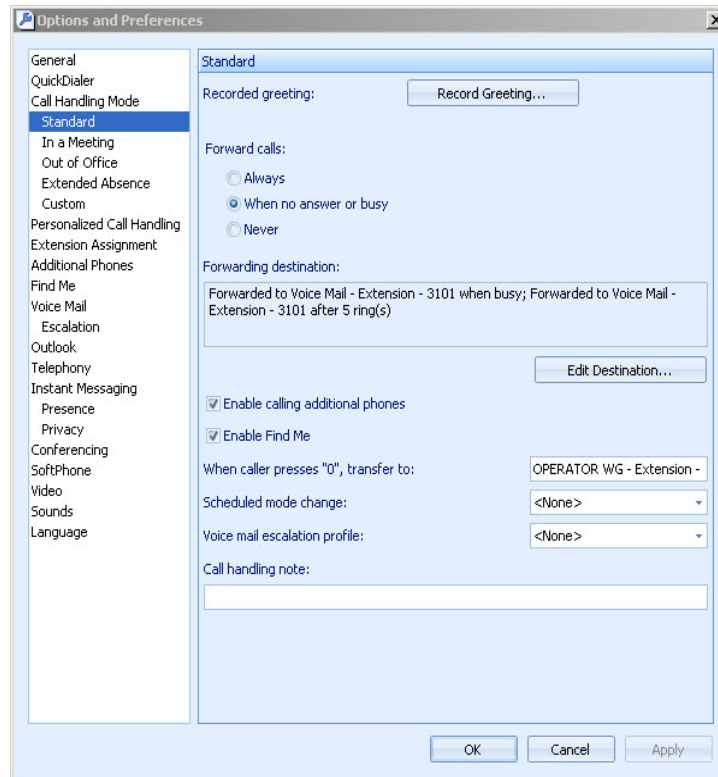 Options and Preferences
General
QuickDialer
Call Handling Mode
Standard
In a Meeting
Out of Office
Extended Absence
Custom
Personalized Call Handling
Extension Assignment
Additional Phones
Find Me
Voice Mail
Escalation
Outlook
Telephony
Instant Messaging
Presence
Privacy
Conferencing
SoftPhone
Video
Sounds
Language
Standard
Recorded greeting:
Record Greeting...
Forward calls:
Always
When no answer or busy
Never
Forwarding destination:
Forwarded to Voice Mail - Extension - 3101 when busy; Forwarded to Voice Mail -
Extension - 3101 after 5 ring(s)
Edit Destination...
Enable calling additional phones
Enable Find Me
When caller presses "0", transfer to:
OPERATOR WG - Extension -
Scheduled mode change:
<None>
Voice mail escalation profile:
<None>
Call handling note:
OK
Cancel
Apply